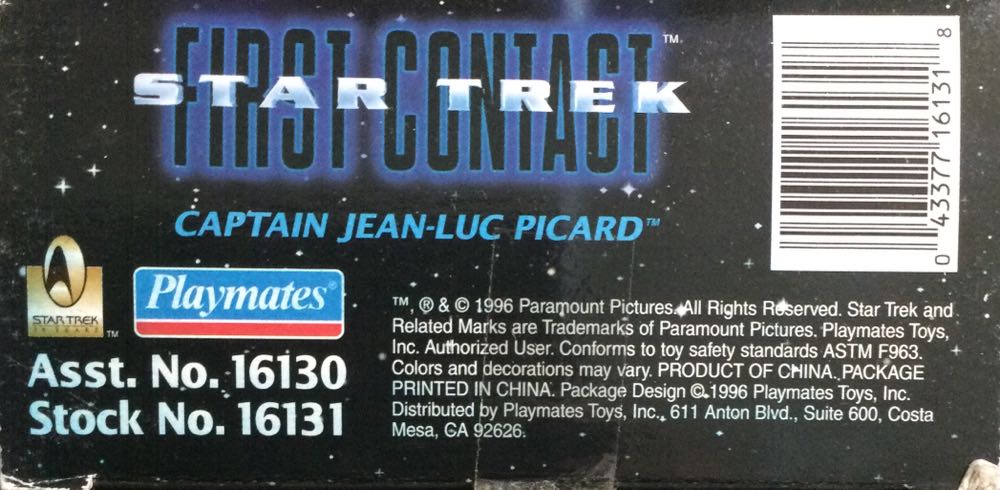 FIRST CONTACT™
STAR TREK
CAPTAIN JEAN-LUC PICARD™
0 43377 16131 8
STAR TREK
™
Playmates®
Asst. No. 16130
Stock No. 16131
™, ® & © 1996 Paramount Pictures. All Rights Reserved. Star Trek and
Related Marks are Trademarks of Paramount Pictures. Playmates Toys,
Inc. Authorized User. Conforms to toy safety standards ASTM F963.
Colors and decorations may vary. PRODUCT OF CHINA. PACKAGE
PRINTED IN CHINA. Package Design © 1996 Playmates Toys, Inc.
Distributed by Playmates Toys, Inc., 611 Anton Blvd., Suite 600, Costa
Mesa, CA 92626.